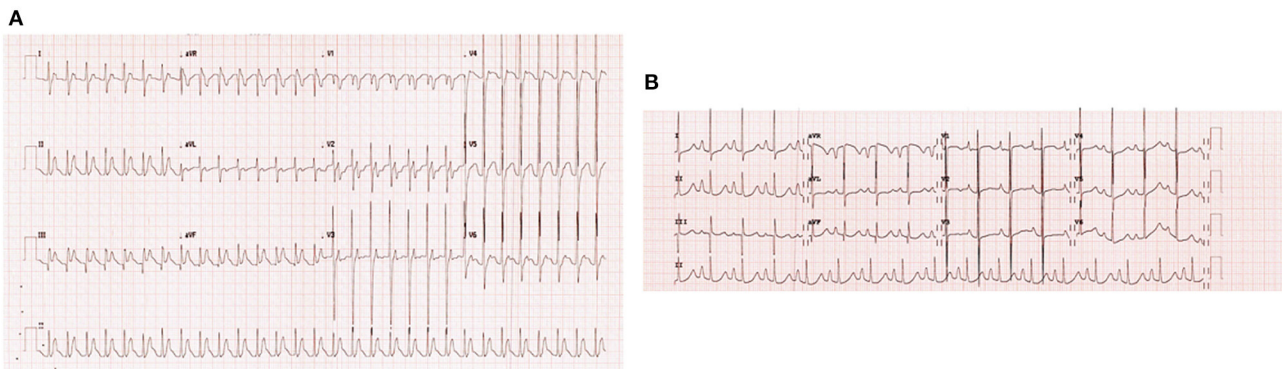 A
I aVR V1 V4
II aVL V2 V5
III aVF V3 V6
II
B
I aVR V1 V4
II aVL V2 V5
III aVF V3 V6
II